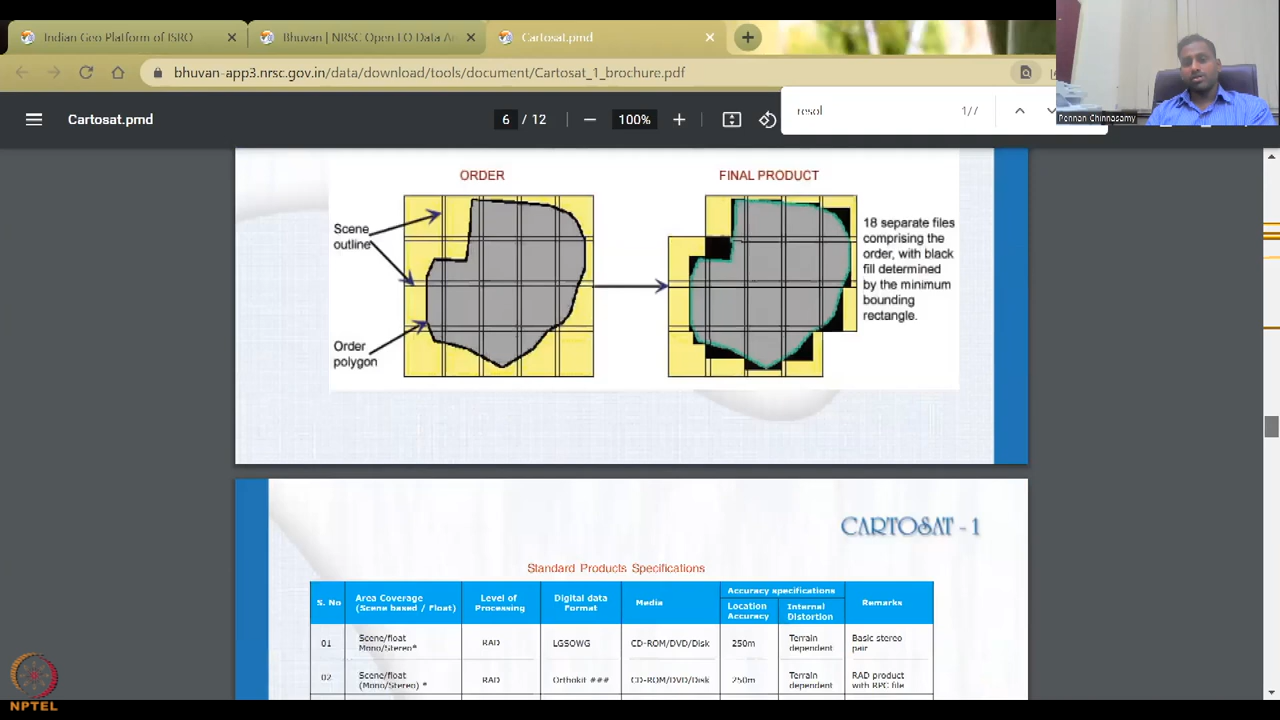 Indian Geo Platform of ISRO
Bhuvan | NRSC Open EO Data Ar
Cartosat.pmd
bhuvan-app3.nrsc.gov.in/data/download/tools/document/Cartosat_1_brochure.pdf
Pennan Chinnasamy
Cartosat.pmd
6 / 12
100%
resol
1/7
ORDER
FINAL PRODUCT
Scene
outline
Order
polygon
18 separate files
comprising the
order, with black
fill determined
by the minimum
bounding
rectangle.
CARTOSAT - 1
Standard Products Specifications
S. No
Area Coverage
(Scene based / Float)
Level of
Processing
Digital data
Format
Media
Accuracy specifications
Location
Accuracy
Internal
Distortion
Remarks
01
Scene/float
Mono/Stereo*
RAD
LGSOWG
CD-ROM/DVD/Disk
250m
Terrain
dependent
Basic stereo
pair
02
Scene/float
(Mono/Stereo) *
RAD
Orthokit ###
CD-ROM/DVD/Disk
250m
Terrain
dependent
RAD product
with RPC file
NPTEL